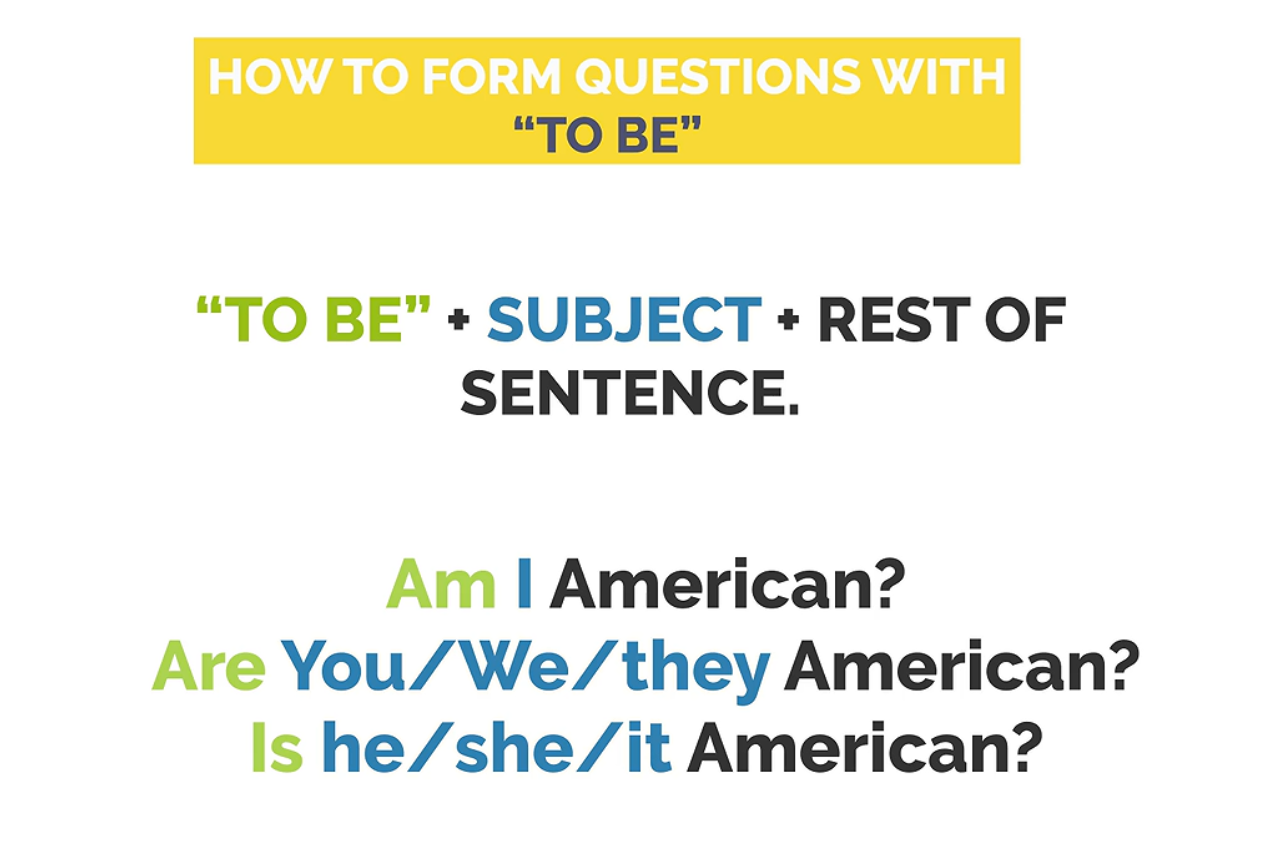 HOW TO FORM QUESTIONS WITH
“TO BE”
“TO BE” + SUBJECT + REST OF
SENTENCE.
Am I American?
Are You/We/they American?
Is he/she/it American?